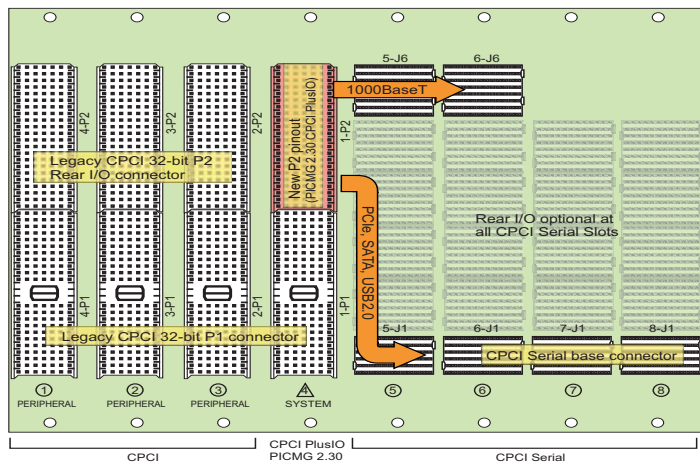 5-J6
6-J6
1000BaseT
4-P2
3-P2
2-P2
1-P2
New P2 pinout
(PICMG 2.30 CPCI PlusIO)
Legacy CPCI 32-bit P2
Rear I/O connector
PCIe, SATA, USB2.0
Rear I/O optional at
all CPCI Serial Slots
4-P1
3-P1
2-P1
1-P1
Legacy CPCI 32-bit P1 connector
5-J1
6-J1
7-J1
8-J1
CPCI Serial base connector
1
2
3
4
5
6
7
8
PERIPHERAL
PERIPHERAL
PERIPHERAL
SYSTEM
CPCI
CPCI PlusIO
PICMG 2.30
CPCI Serial